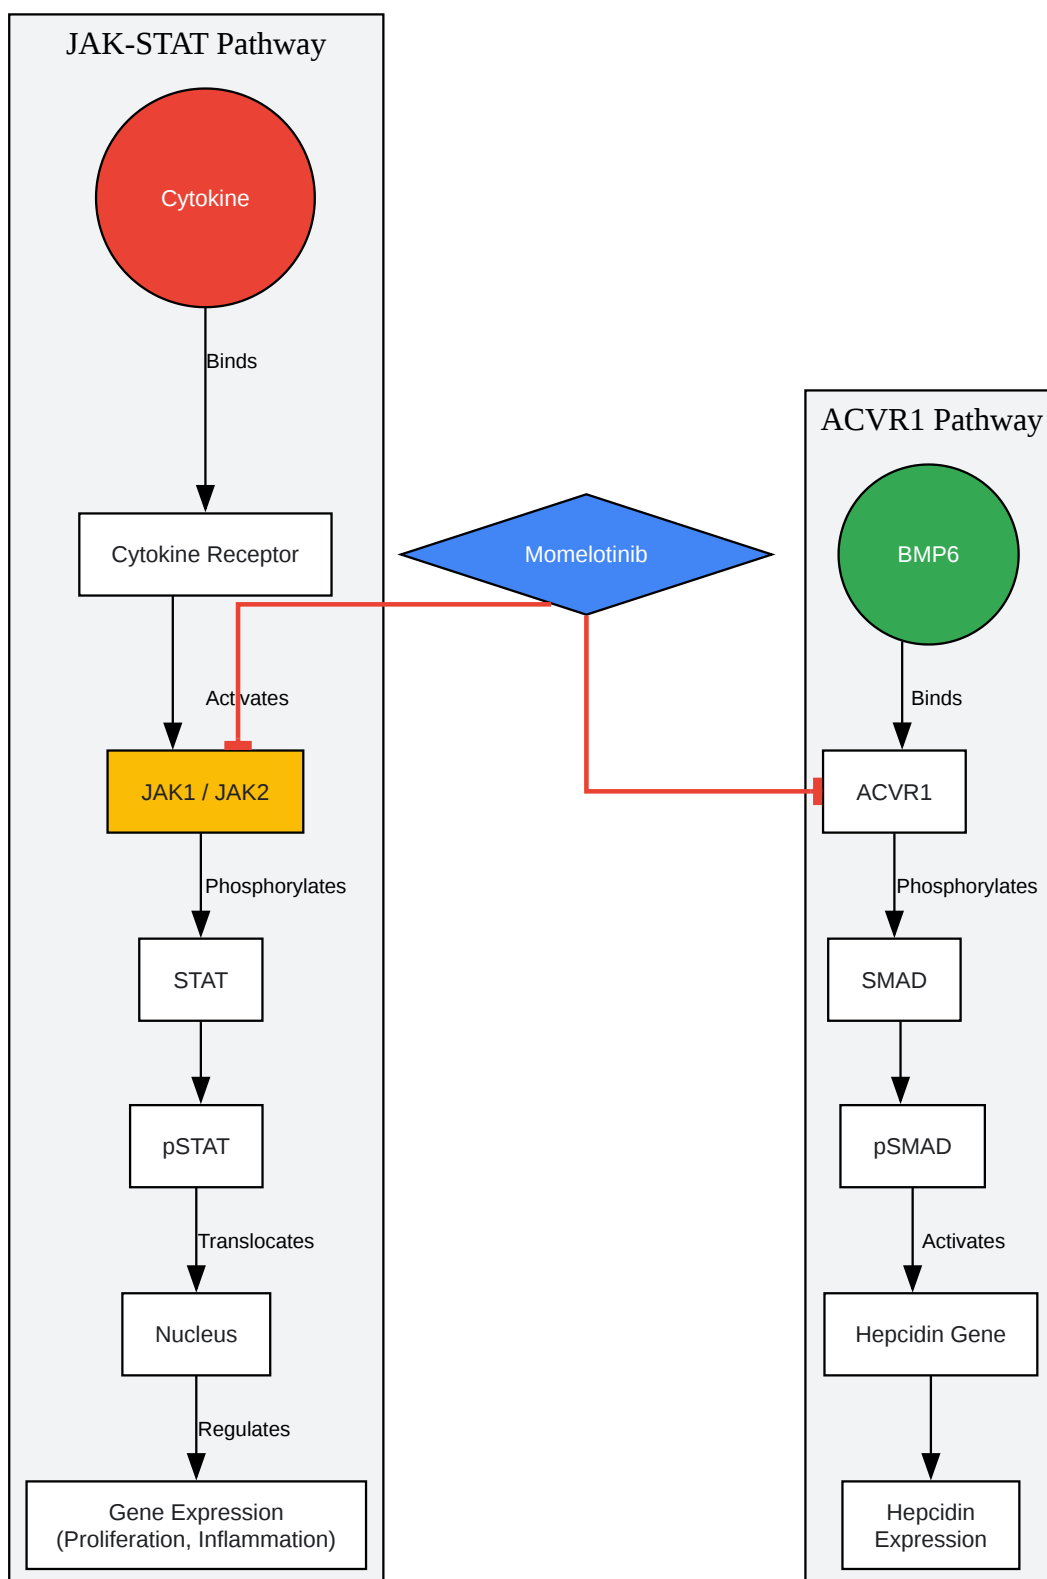 JAK-STAT Pathway
Cytokine
Binds
Cytokine Receptor
Activates
JAK1 / JAK2
Phosphorylates
STAT
pSTAT
Translocates
Nucleus
Regulates
Gene Expression
(Proliferation, Inflammation)
Momelotinib
ACVR1 Pathway
BMP6
Binds
ACVR1
Phosphorylates
SMAD
pSMAD
Activates
Hepcidin Gene
Hepcidin
Expression